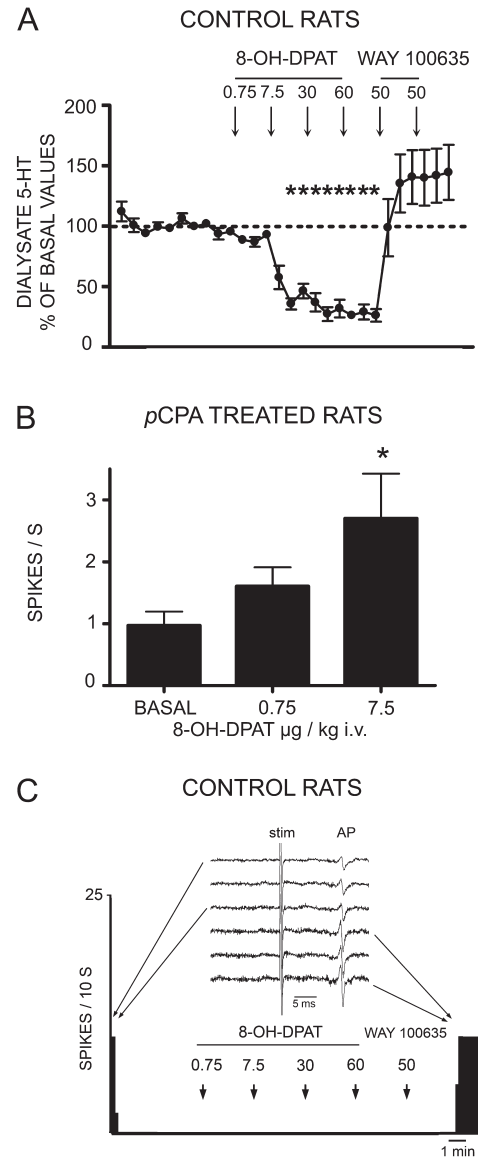 A CONTROL RATS
8-OH-DPAT WAY 100635
0.75 7.5 30 60 50 50
200
150
100
50
0
DIALYSATE 5-HT
% OF BASAL VALUES
********
B pCPA TREATED RATS
3
2
1
0
SPIKES / S
*
BASAL 0.75 7.5
8-OH-DPAT µg / kg i.v.
C CONTROL RATS
stim AP
25
SPIKES / 10 S
5 ms
8-OH-DPAT WAY 100635
0.75 7.5 30 60 50
1 min